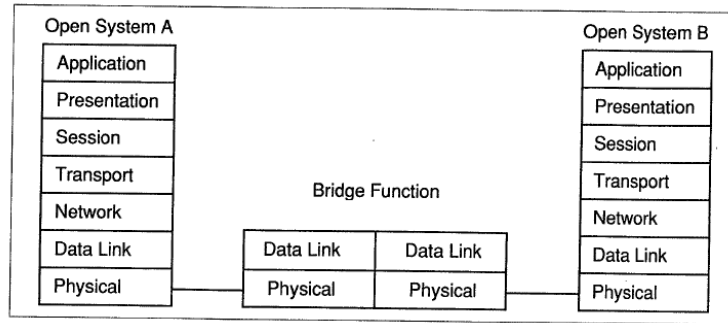 Open System A
Application
Presentation
Session
Transport
Network
Data Link
Physical
Bridge Function
Data Link Data Link
Physical Physical
Open System B
Application
Presentation
Session
Transport
Network
Data Link
Physical